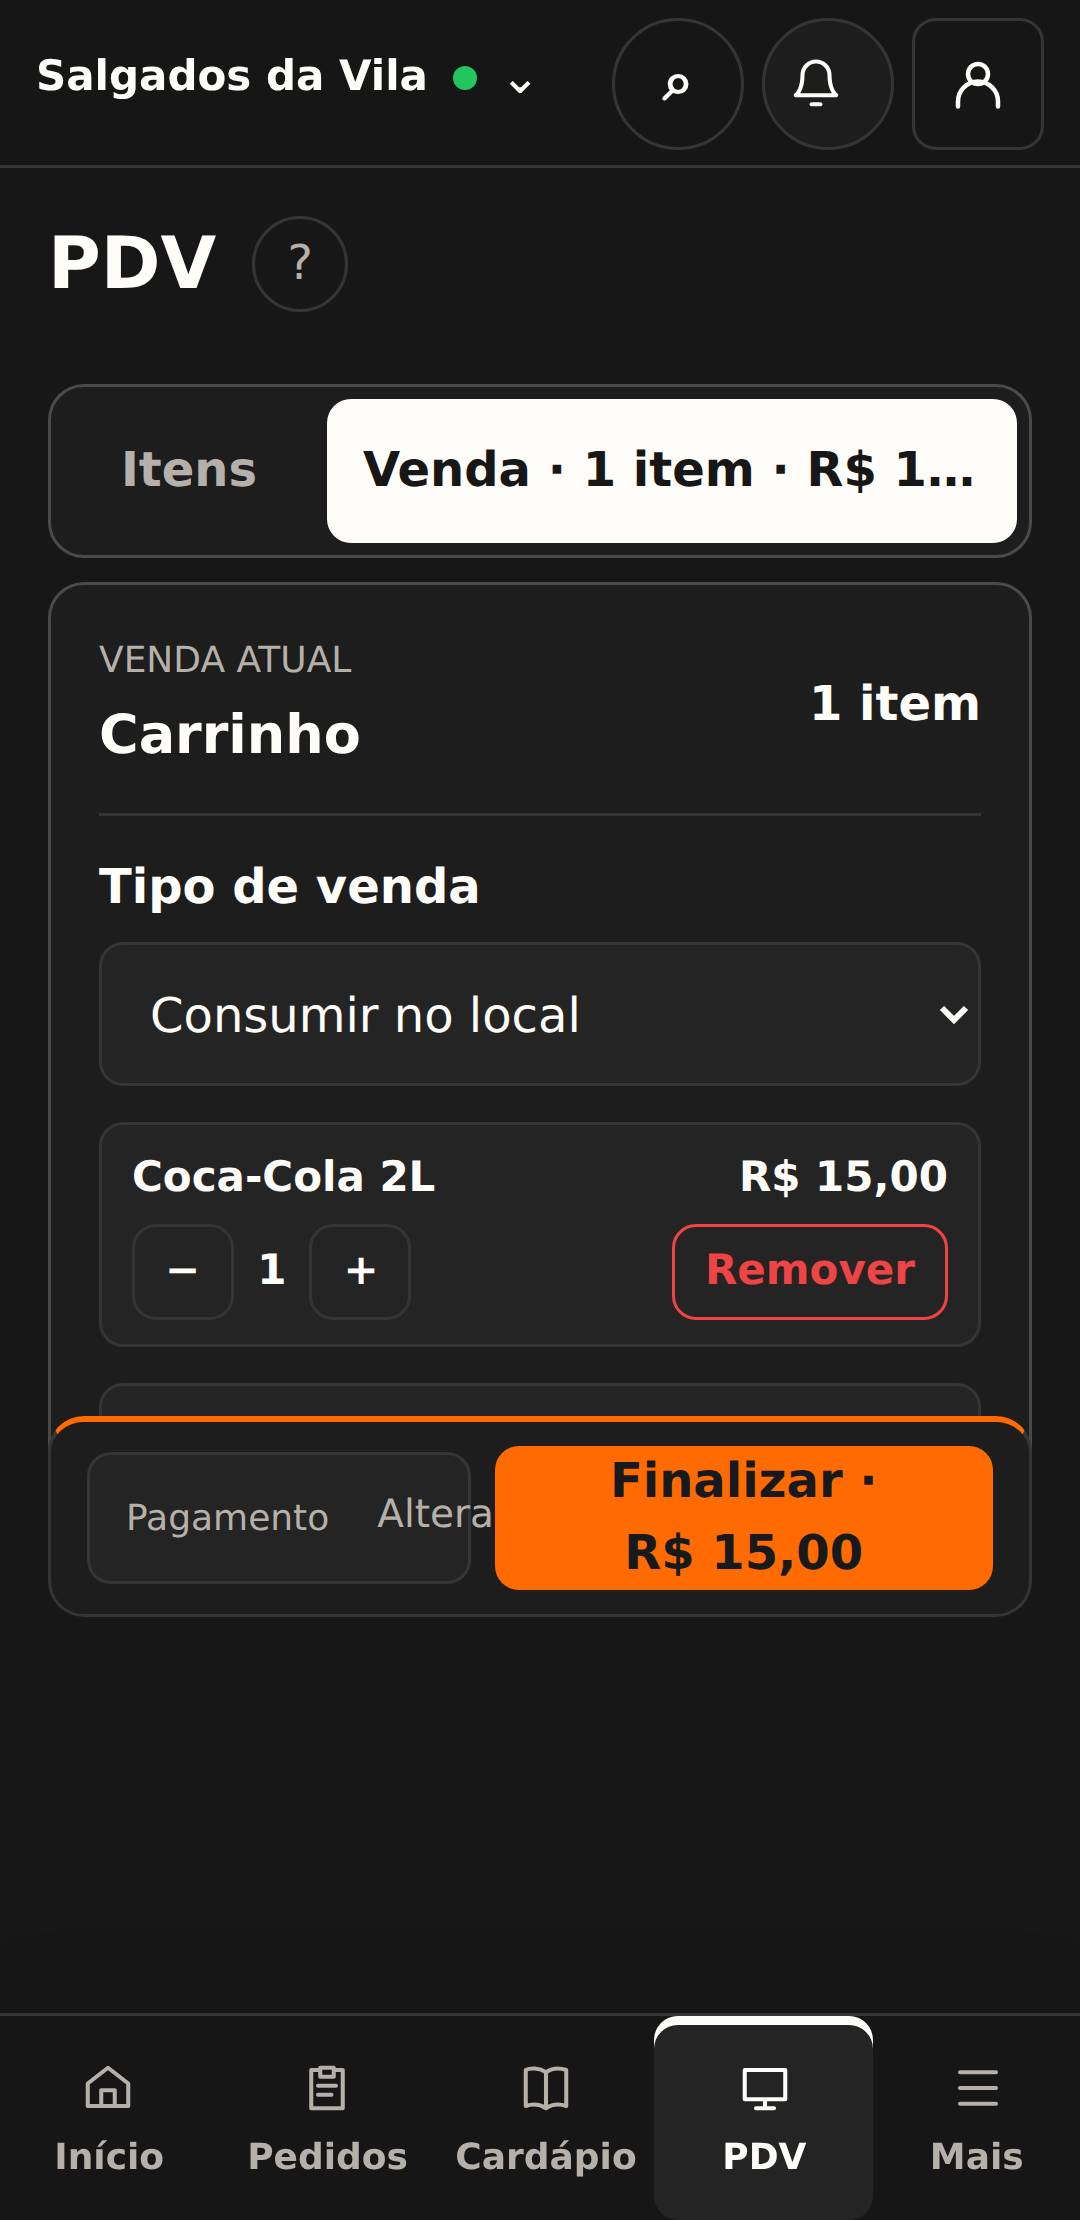 Salgados da Vila
PDV ?
Itens
Venda · 1 item · R$ 1...
VENDA ATUAL
Carrinho
1 item
Tipo de venda
Consumir no local
Coca-Cola 2L
R$ 15,00
− 1 +
Remover
Pagamento
Altera
Finalizar ·
R$ 15,00
Início
Pedidos
Cardápio
PDV
Mais